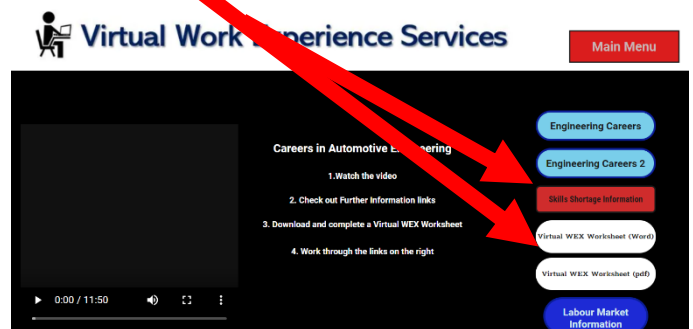 Virtual Work Experience Services
Main Menu
Careers in Automotive Engineering
1.Watch the video
2. Check out Further Information links
3. Download and complete a Virtual WEX Worksheet
4. Work through the links on the right
Engineering Careers
Engineering Careers 2
Skills Shortage Information
Virtual WEX Worksheet (Word)
Virtual WEX Worksheet (pdf)
Labour Market
Information
0:00 / 11:50